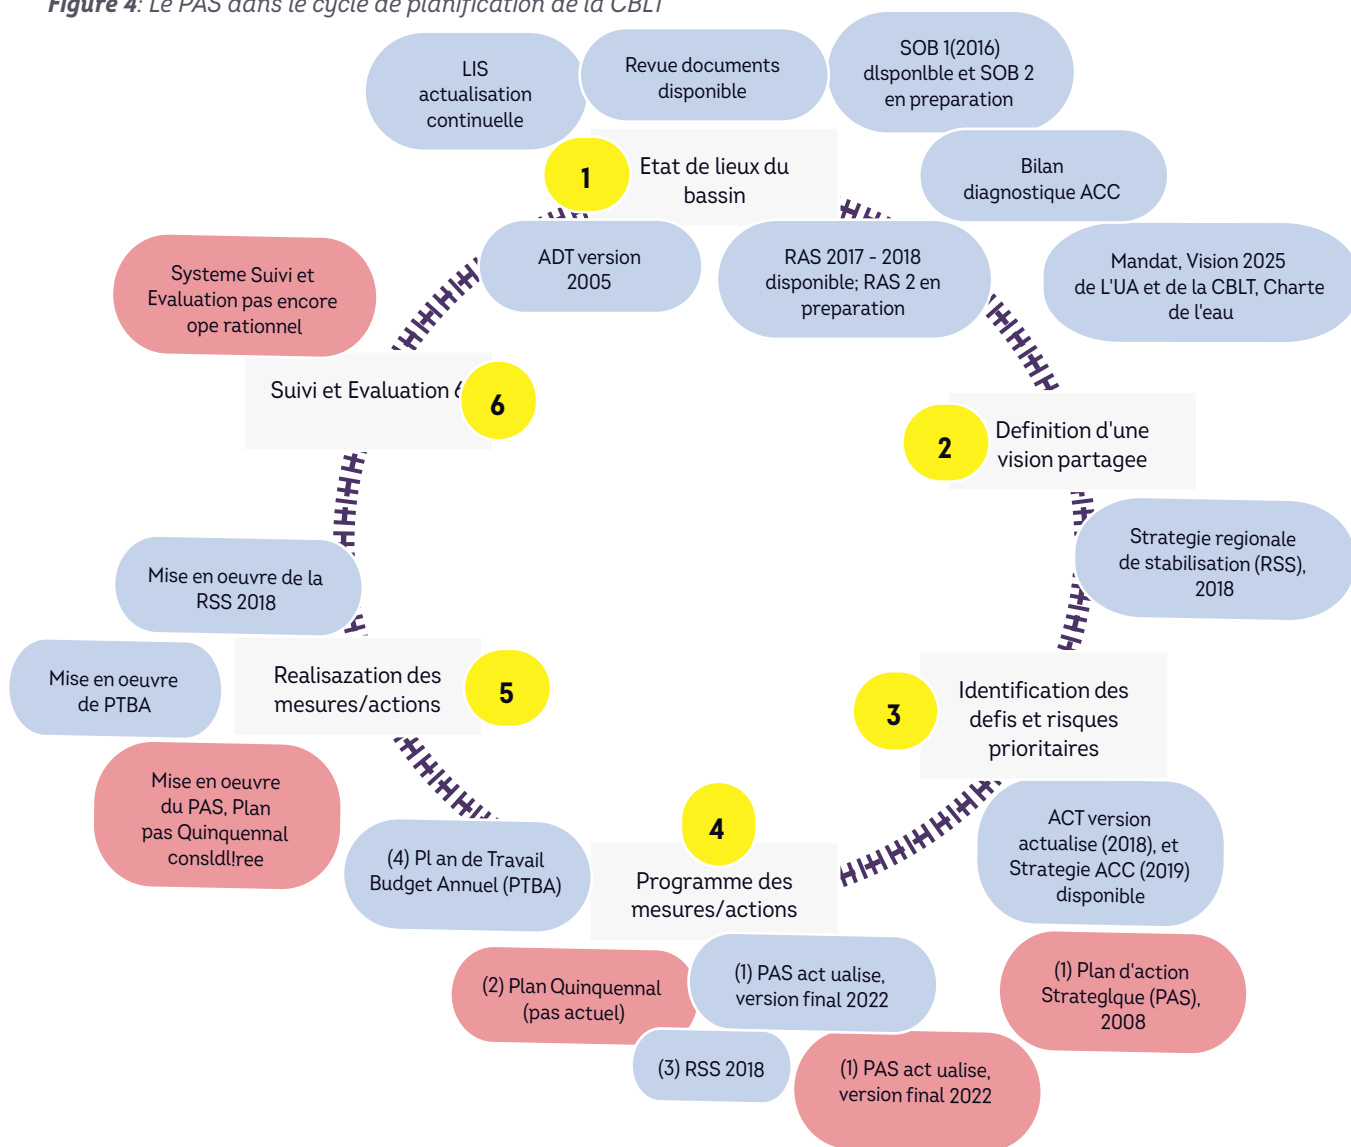 Figure 4: Le PAS dans le cycle de planification de la CBLT
LIS
actualisation
continuelle
Revue documents
disponible
SOB 1(2016)
dlsponlble et SOB 2
en preparation
Bilan
diagnostique ACC
1
Etat de lieux du
bassin
ADT version
2005
RAS 2017 - 2018
disponible; RAS 2 en
preparation
Mandat, Vision 2025
de L'UA et de la CBLT, Charte
de l'eau
Systeme Suivi et
Evaluation pas encore
ope rationnel
Suivi et Evaluation 6
6
2
Definition d'une
vision partagee
Strategie regionale
de stabilisation (RSS),
2018
Mise en oeuvre de la
RSS 2018
Mise en oeuvre
de PTBA
Realisazation des
mesures/actions
5
3
Identification des
defis et risques
prioritaires
Mise en oeuvre
du PAS, Plan
pas Quinquennal
consldl!ree
(4) Pl an de Travail
Budget Annuel (PTBA)
4
Programme des
mesures/actions
ACT version
actualise (2018), et
Strategie ACC (2019)
disponible
(2) Plan Quinquennal
(pas actuel)
(1) PAS act ualise,
version final 2022
(1) Plan d'action
Strateglque (PAS),
2008
(3) RSS 2018
(1) PAS act ualise,
version final 2022